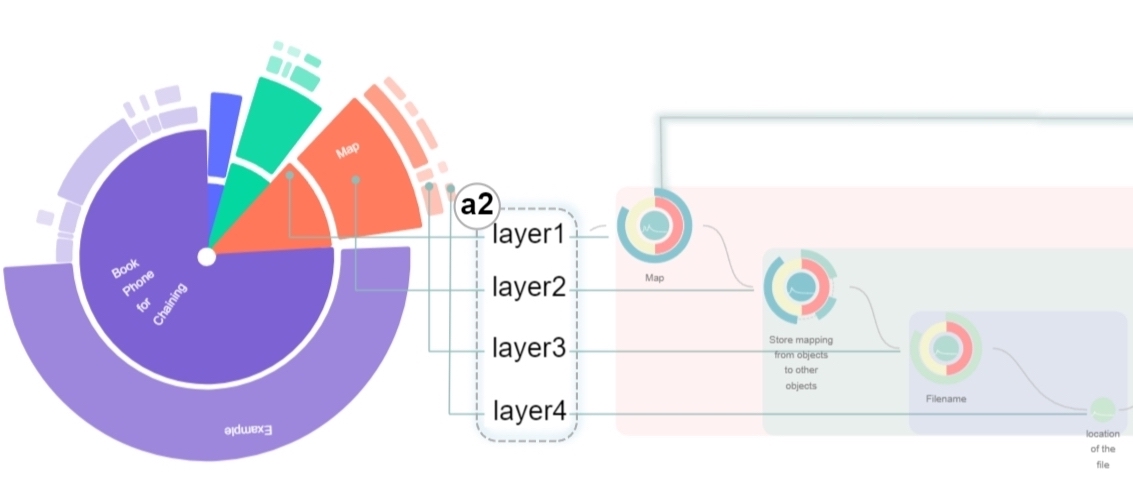 Map
Book
Phone
for
Chaining
Example
a2
layer1
layer2
layer3
layer4
Map
Store mapping
from objects
to other
objects
Filename
location
of the
file